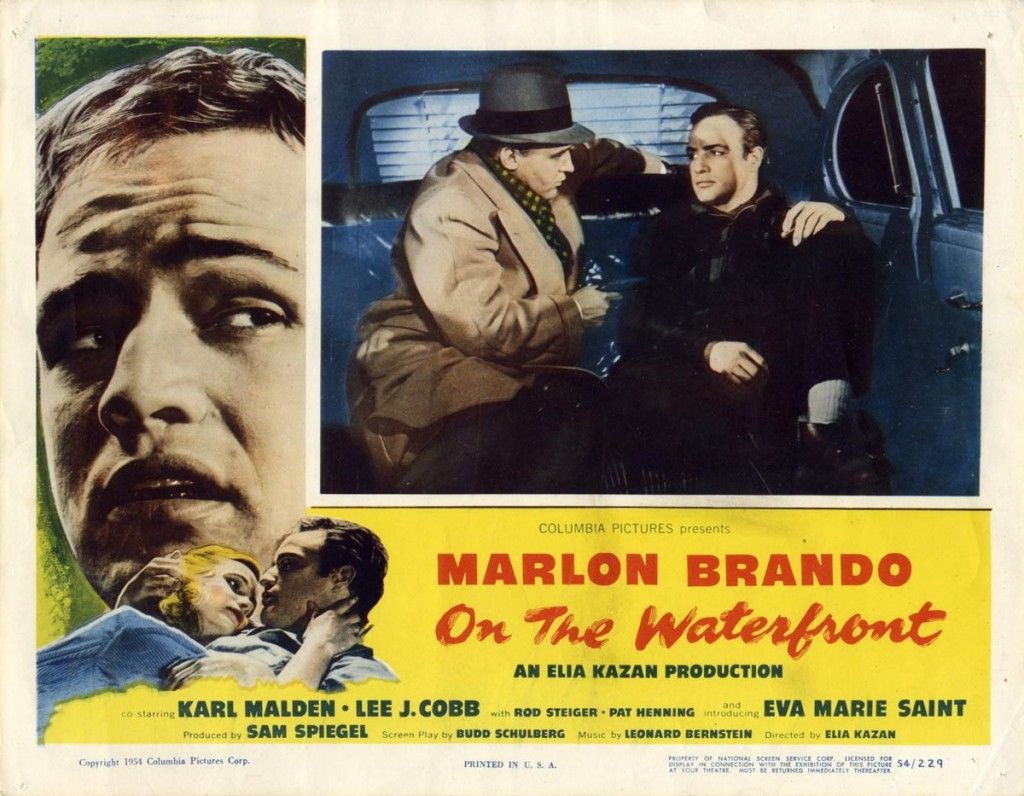 COLUMBIA PICTURES presents
MARLON BRANDO
On The Waterfront
AN ELIA KAZAN PRODUCTION
co-starring KARL MALDEN · LEE J. COBB with ROD STEIGER · PAT HENNING and introducing EVA MARIE SAINT
Produced by SAM SPIEGEL Screen Play by BUDD SCHULBERG Music by LEONARD BERNSTEIN Directed by ELIA KAZAN
Copyright 1954 Columbia Pictures Corp.
PRINTED IN U. S. A.
PROPERTY OF NATIONAL SCREEN SERVICE CORP. LICENSED FOR
DISPLAY IN CONNECTION WITH THE EXHIBITION OF THIS PICTURE
AT YOUR THEATRE. MUST BE RETURNED IMMEDIATELY THEREAFTER.
54/229